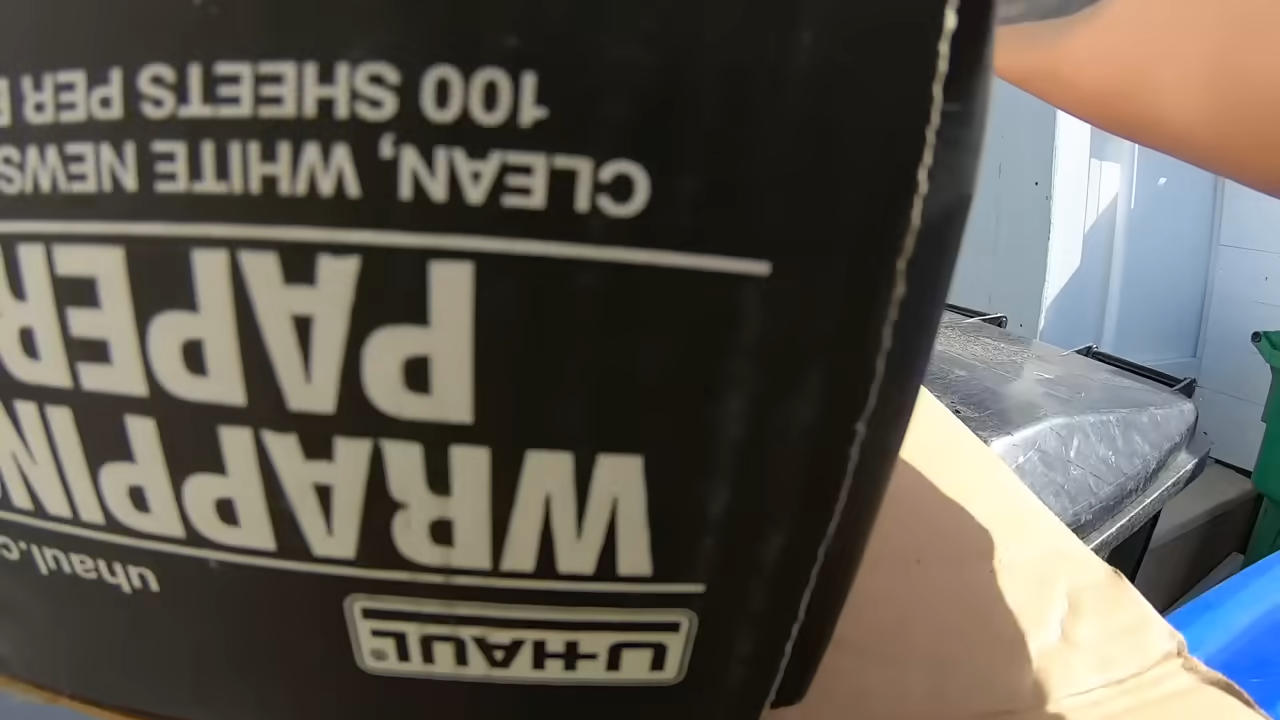 U-HAUL®
uhaul.c
WRAPPIN
PAPER
CLEAN, WHITE NEWS
100 SHEETS PER